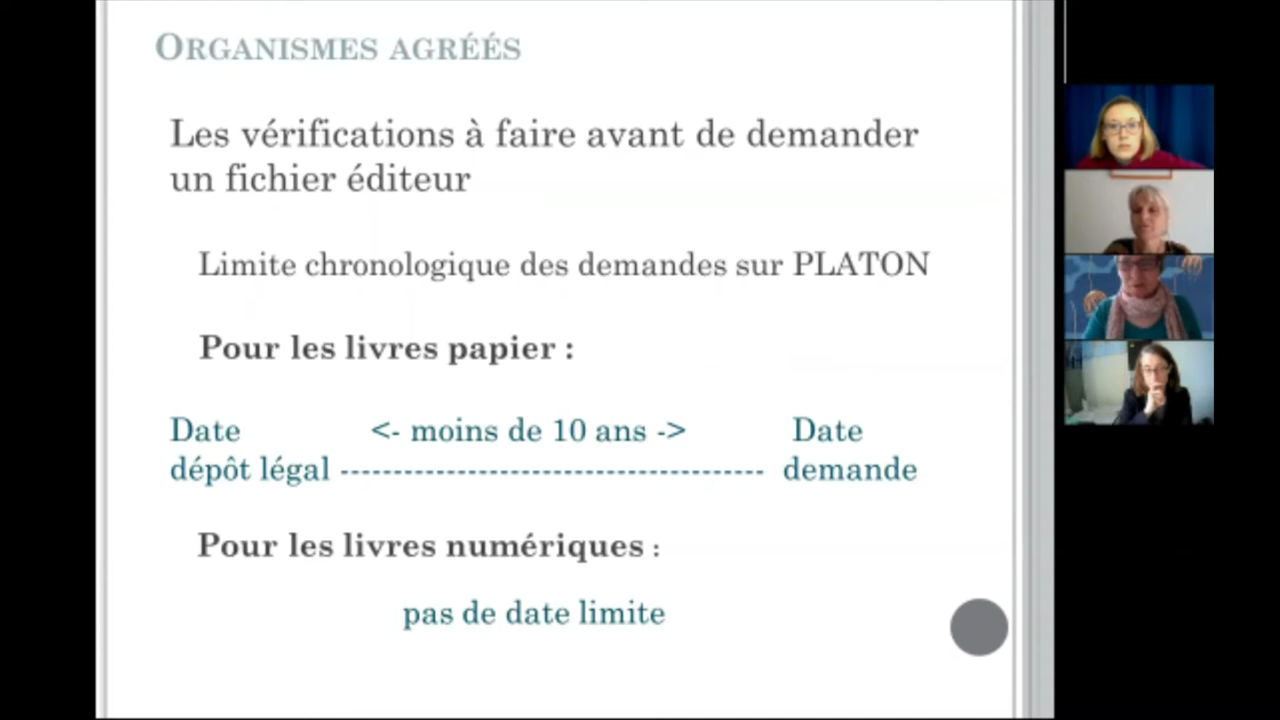 ORGANISMES AGRÉÉS
Les vérifications à faire avant de demander
un fichier éditeur
Limite chronologique des demandes sur PLATON
Pour les livres papier :
Date <- moins de 10 ans -> Date
dépôt légal ---------------------------------------- demande
Pour les livres numériques :
pas de date limite